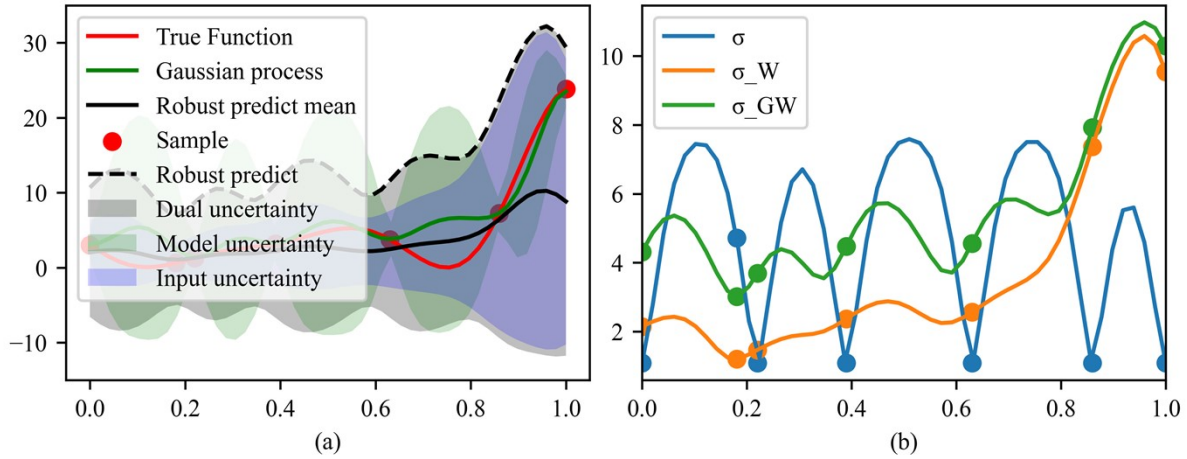 True Function
Gaussian process
Robust predict mean
Sample
Robust predict
Dual uncertainty
Model uncertainty
Input uncertainty
30
20
10
0
−10
0.0 0.2 0.4 0.6 0.8 1.0
(a)
σ
σ_W
σ_GW
10
8
6
4
2
0.0 0.2 0.4 0.6 0.8 1.0
(b)